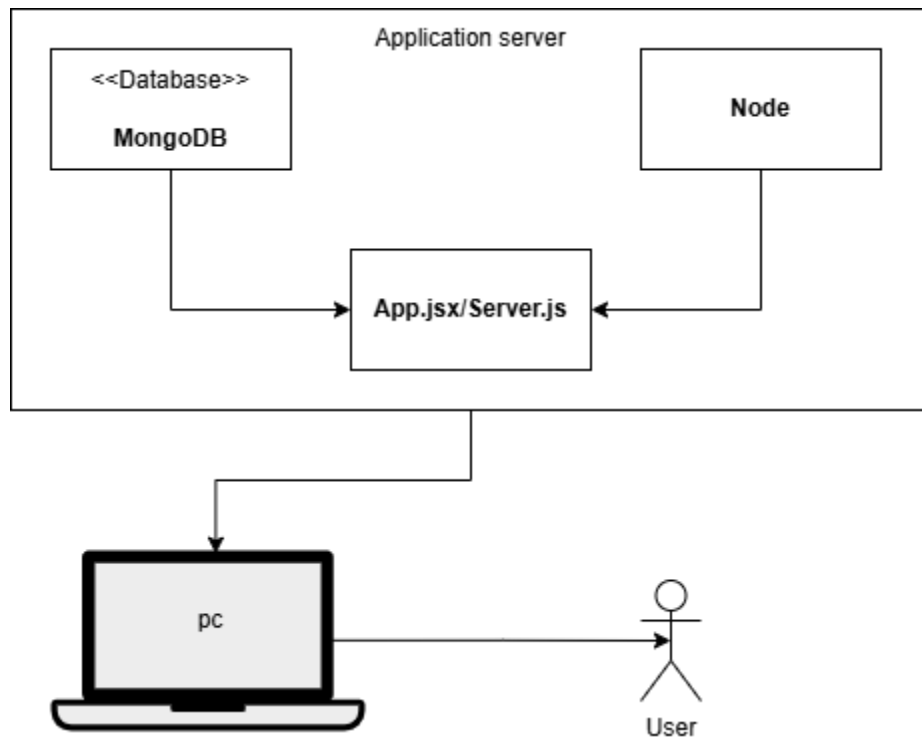 Application server
<<Database>>
MongoDB
Node
App.jsx/Server.js
pc
User